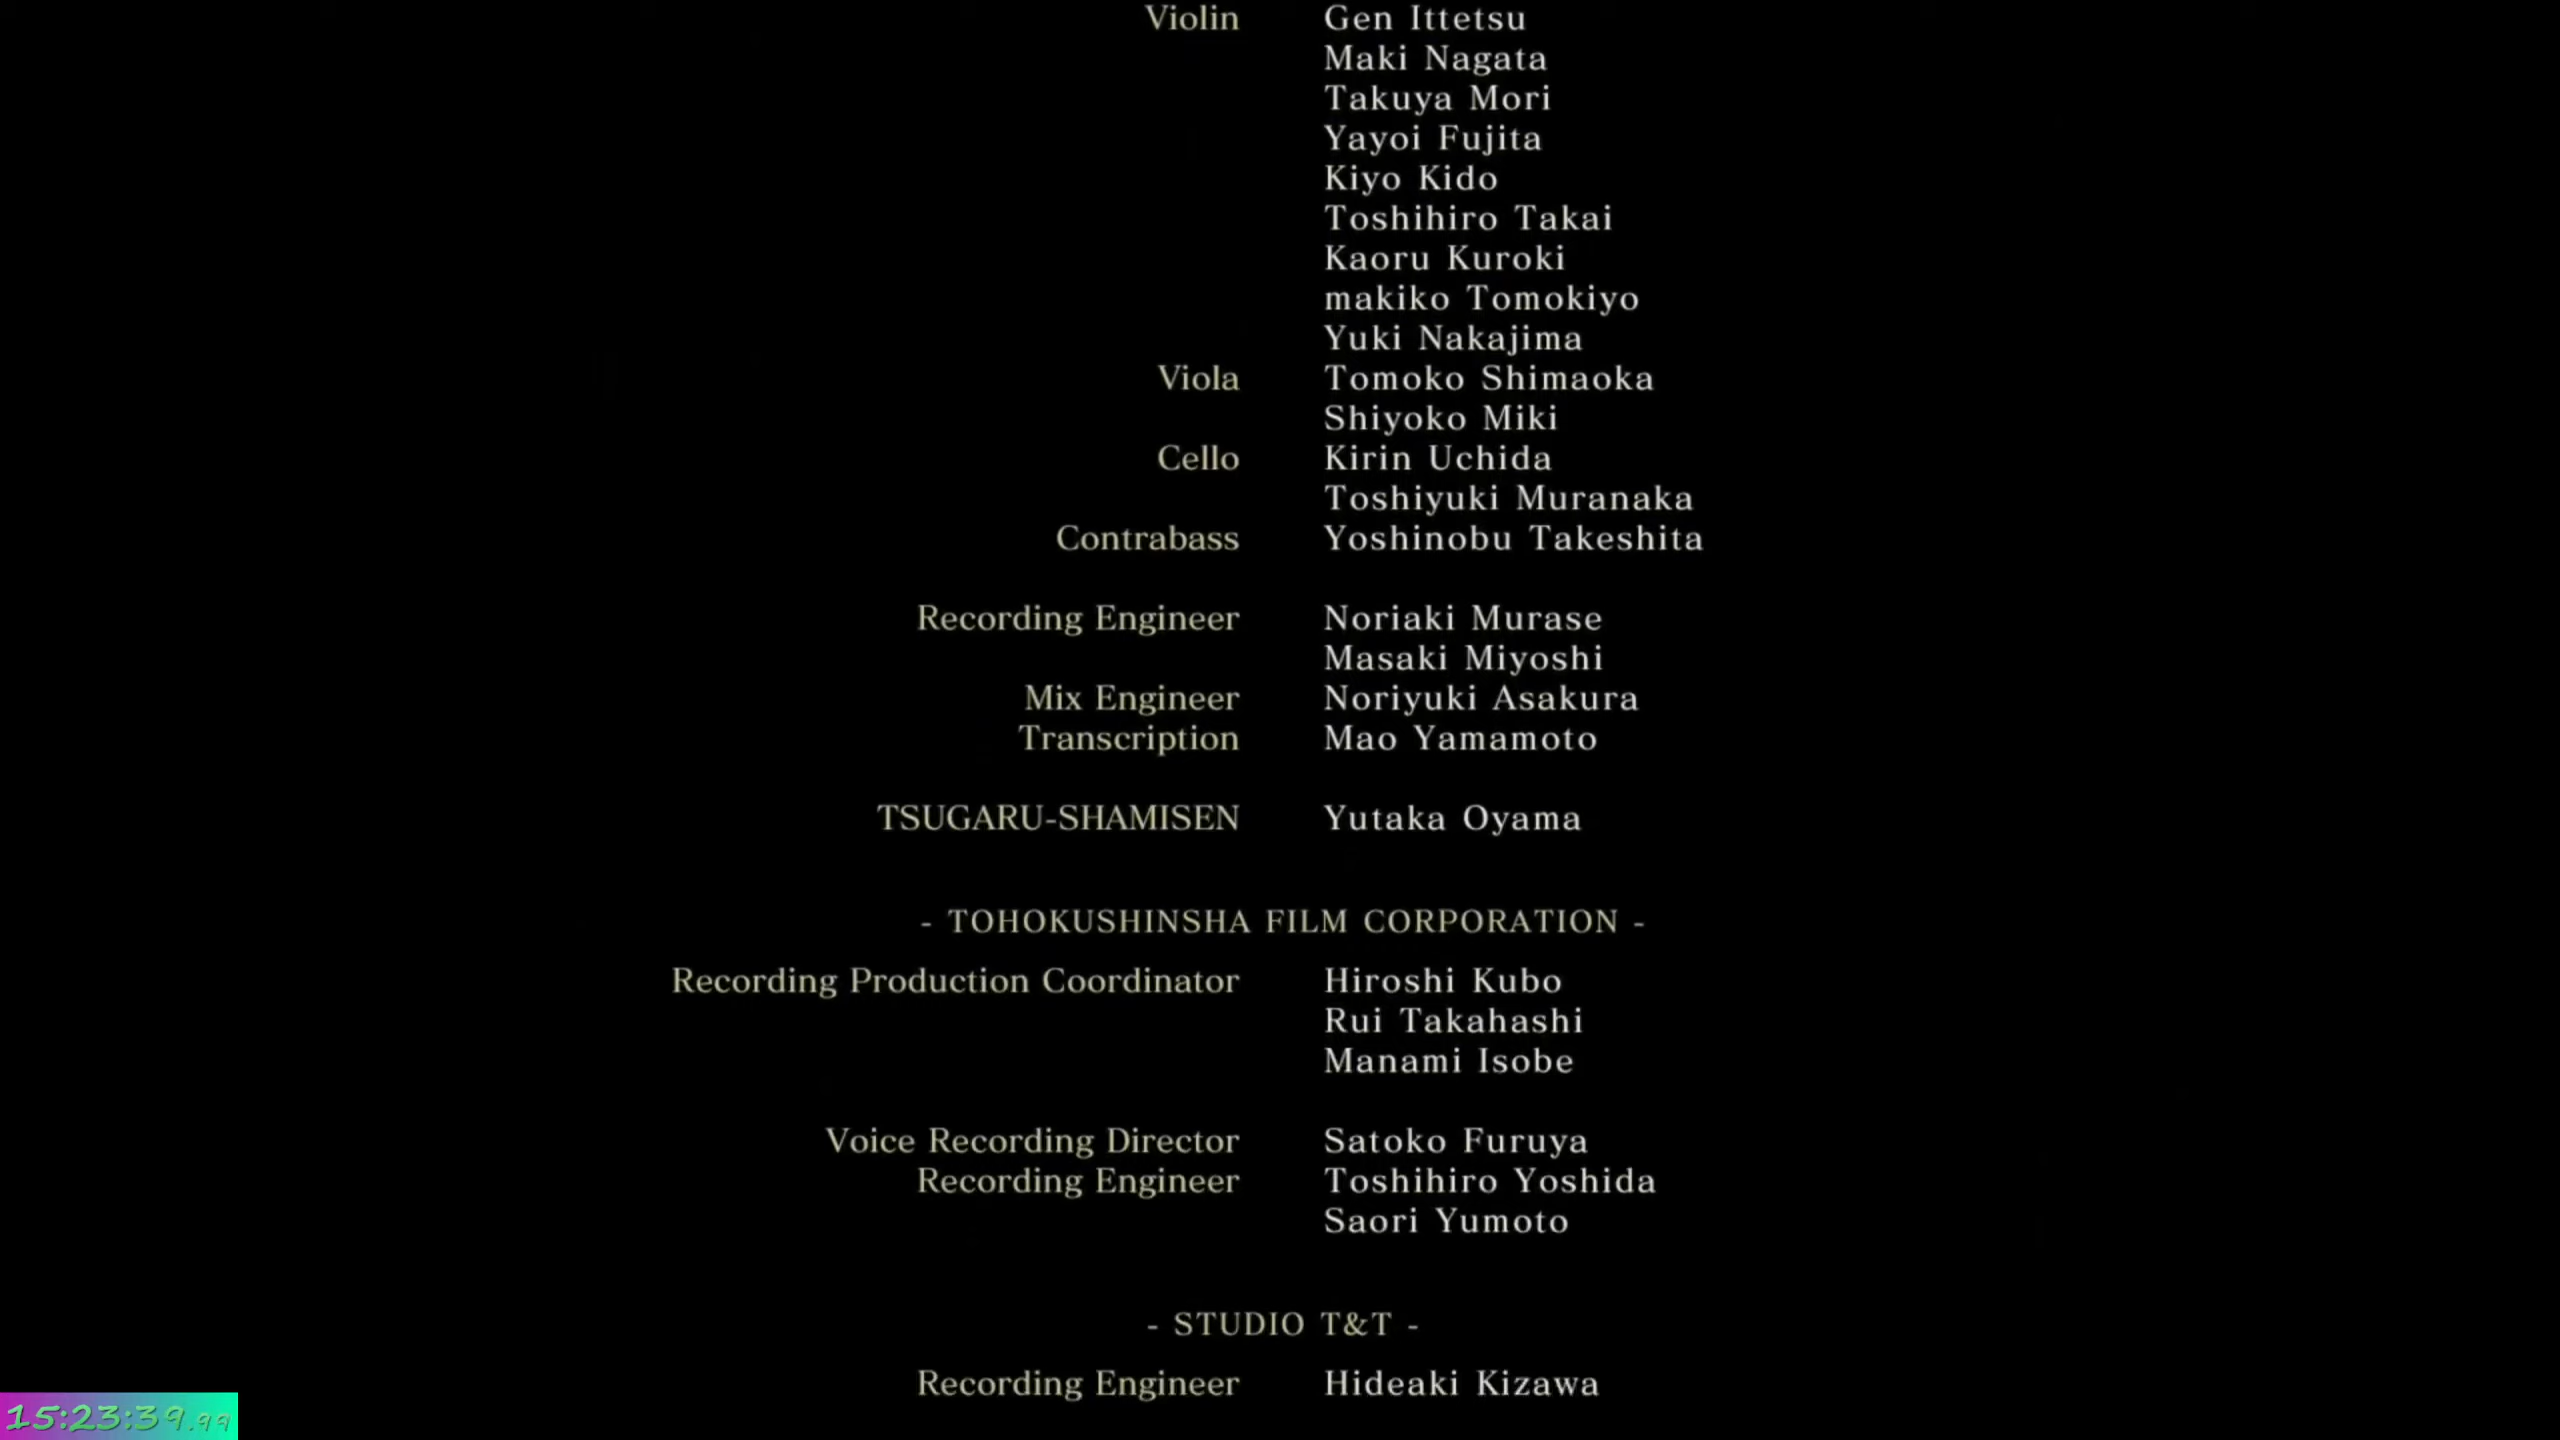 Violin Gen Ittetsu
Maki Nagata
Takuya Mori
Yayoi Fujita
Kiyo Kido
Toshihiro Takai
Kaoru Kuroki
makiko Tomokiyo
Yuki Nakajima
Viola Tomoko Shimaoka
Shiyoko Miki
Cello Kirin Uchida
Toshiyuki Muranaka
Contrabass Yoshinobu Takeshita
Recording Engineer Noriaki Murase
Masaki Miyoshi
Mix Engineer Noriyuki Asakura
Transcription Mao Yamamoto
TSUGARU-SHAMISEN Yutaka Oyama
- TOHOKUSHINSHA FILM CORPORATION -
Recording Production Coordinator Hiroshi Kubo
Rui Takahashi
Manami Isobe
Voice Recording Director Satoko Furuya
Recording Engineer Toshihiro Yoshida
Saori Yumoto
- STUDIO T&T -
Recording Engineer Hideaki Kizawa
15:23:39.99